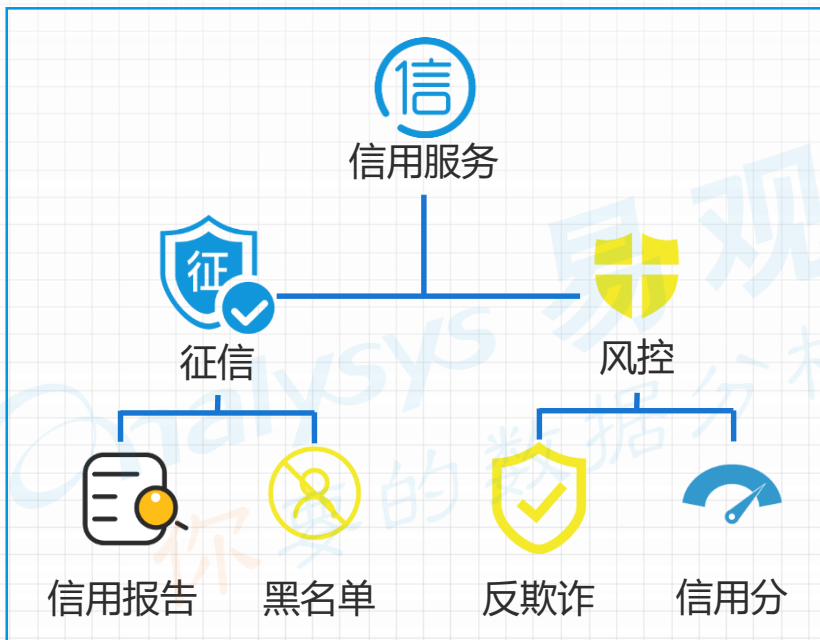 信
信用服务
征
征信
风控
信用报告
黑名单
反欺诈
信用分
Analysys 易观
你要的数据分析